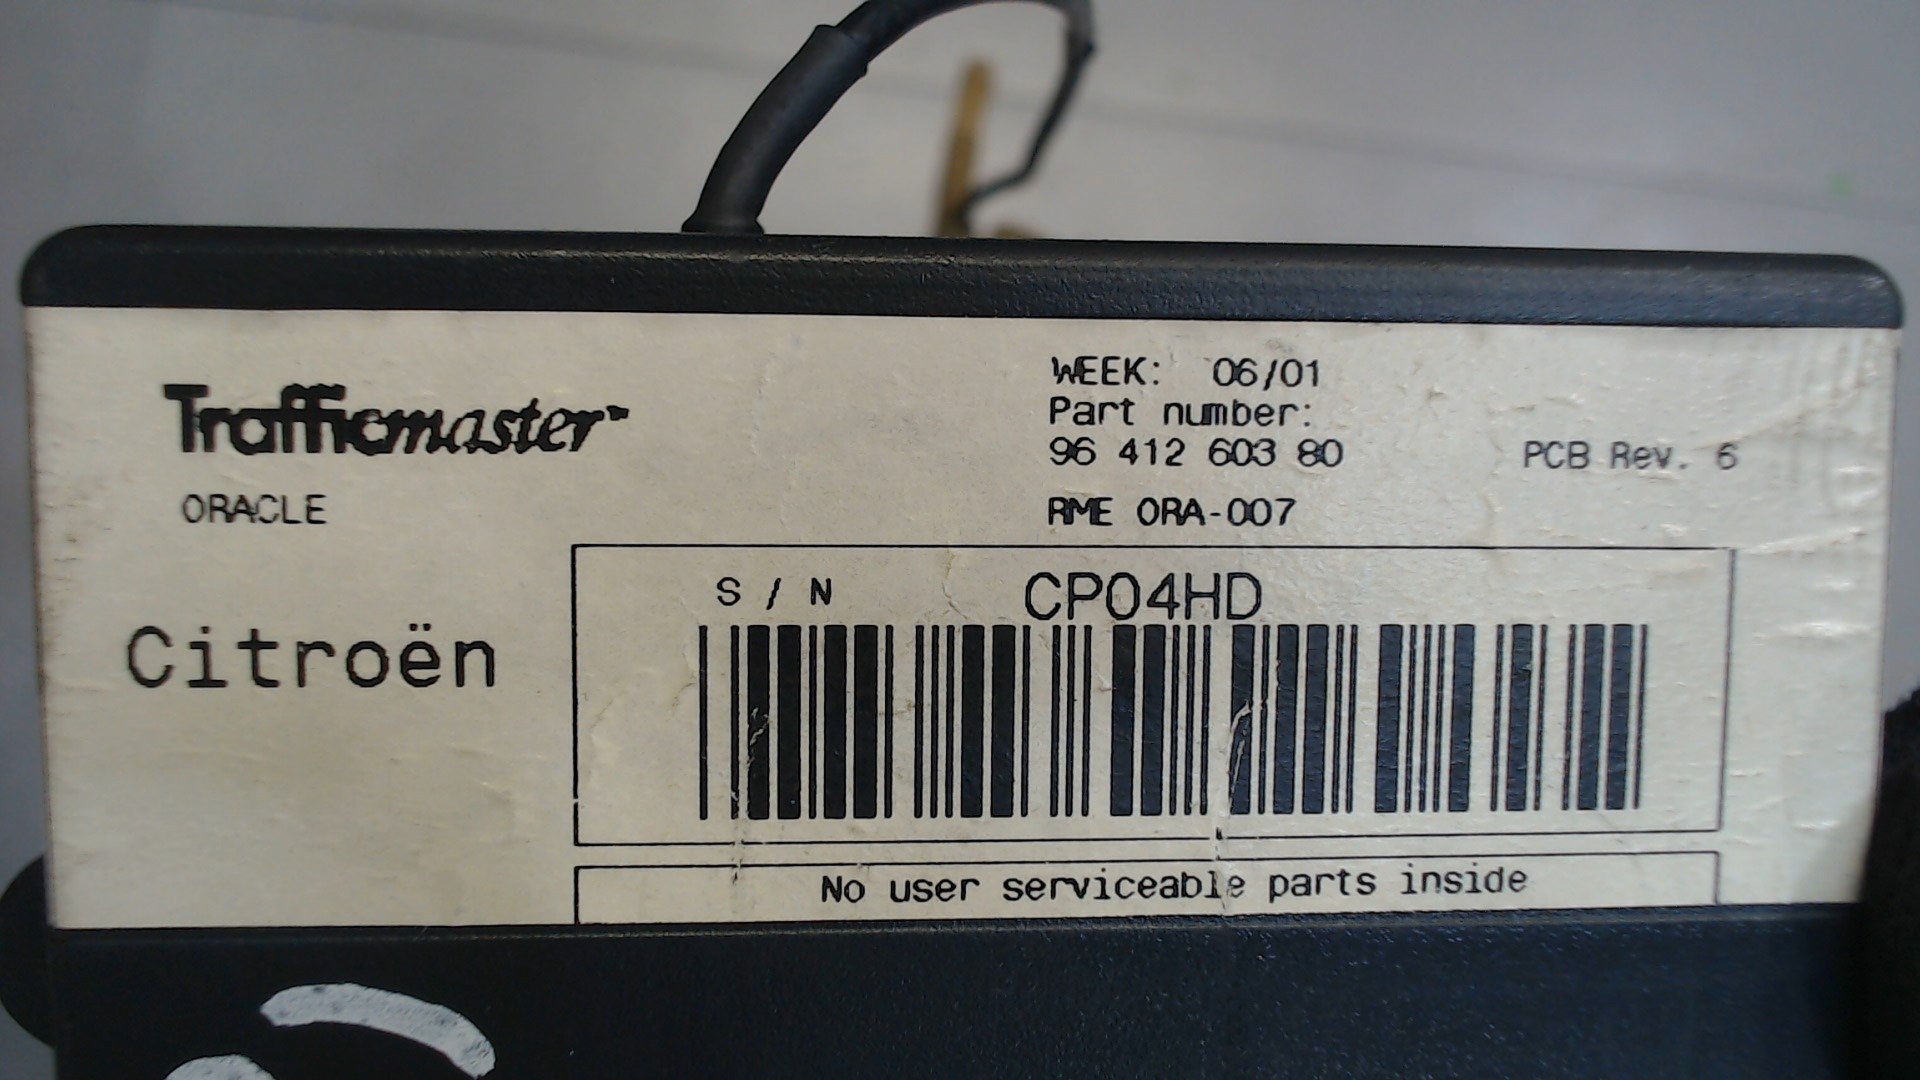 Trafficmaster™
ORACLE
Citroën
WEEK: 06/01
Part number:
96 412 603 80 PCB Rev. 6
RME ORA-007
S / N CP04HD
No user serviceable parts inside